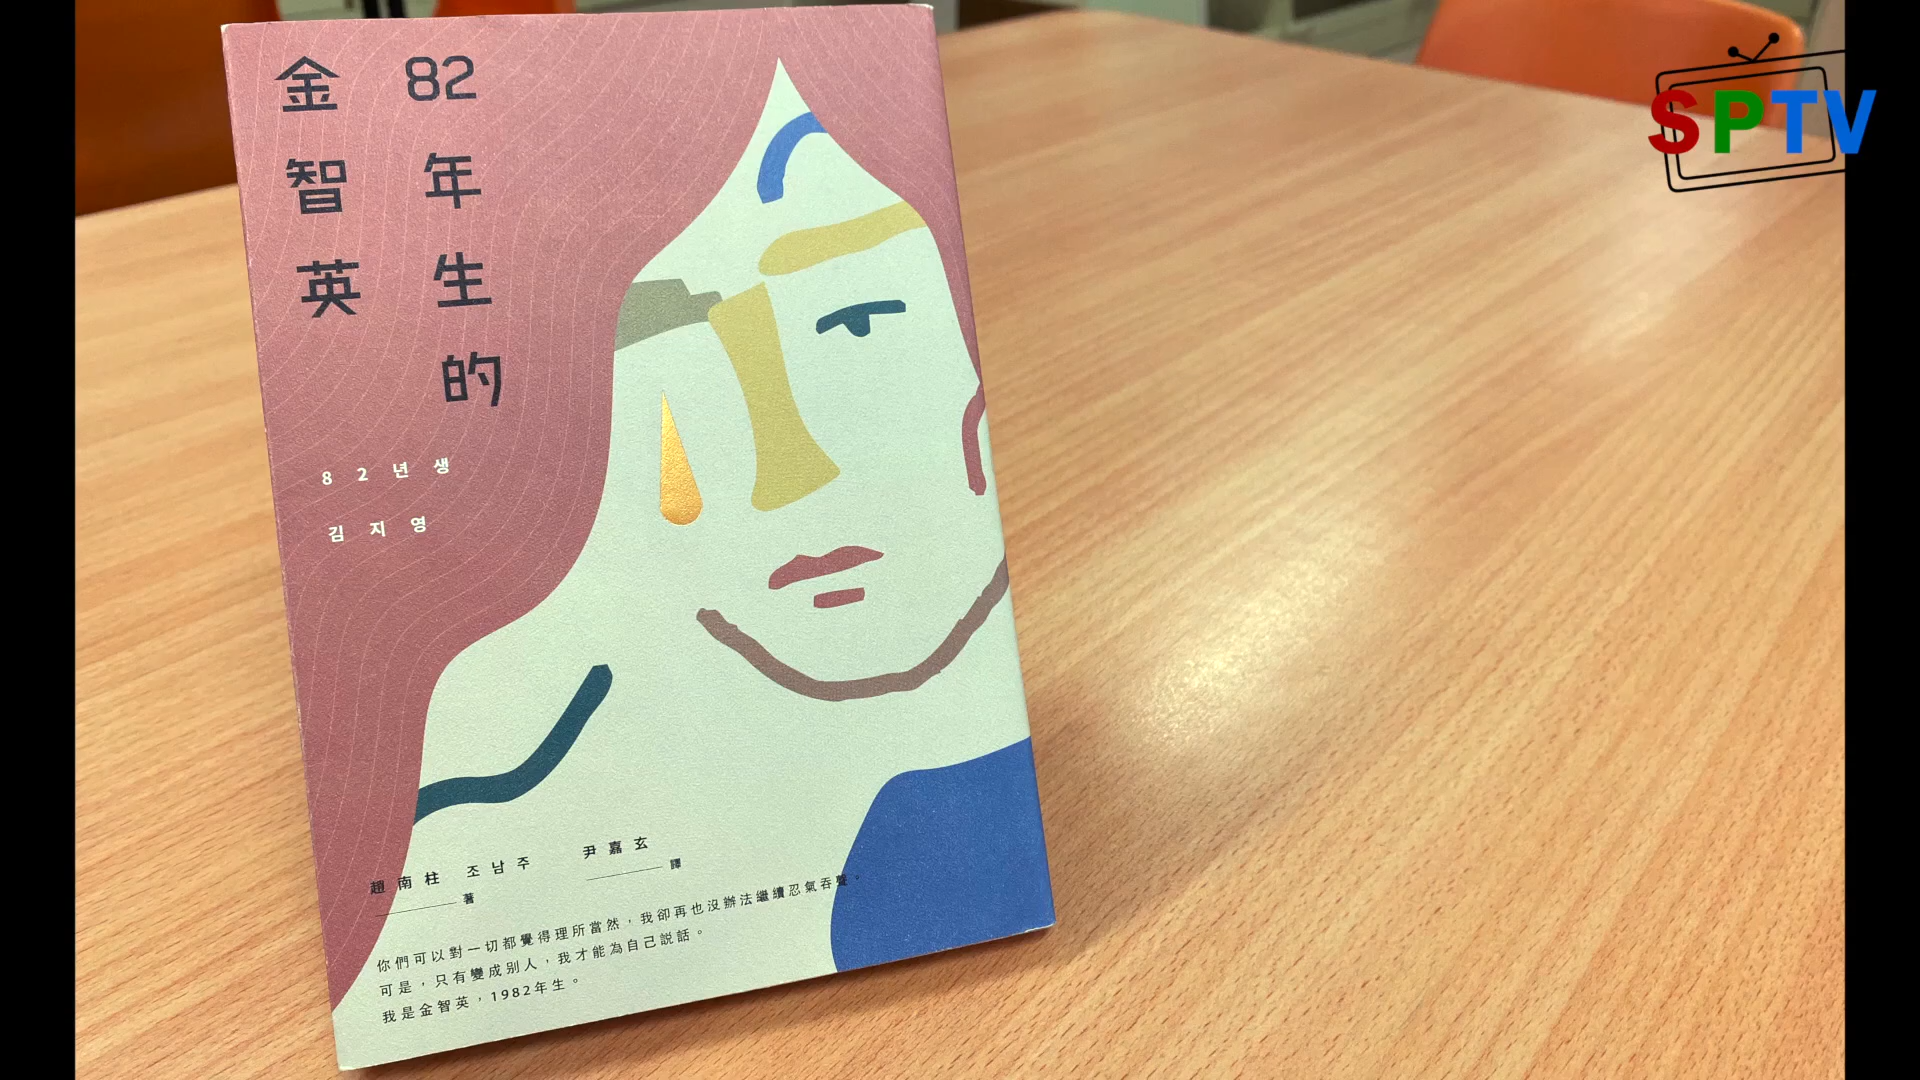 82年生的
金智英
82년생
김지영
趙南柱 조남주 著
尹嘉玄 譯
你們可以對一切都覺得理所當然，我卻再也沒辦法繼續忍氣吞聲。
可是，只有變成別人，我才能為自己說話。
我是金智英，1982年生。
SPTV